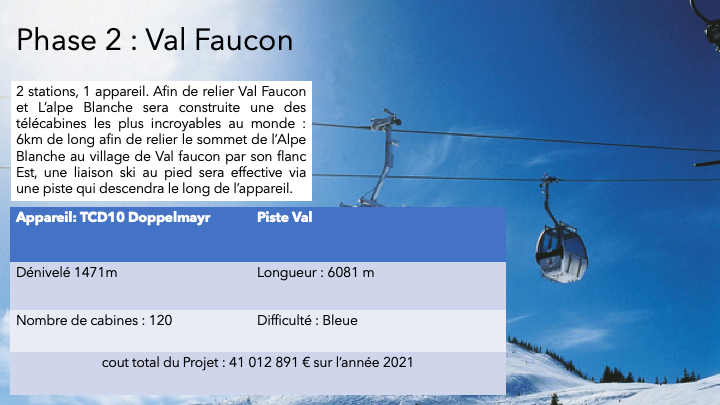 Phase 2 : Val Faucon
2 stations, 1 appareil. Afin de relier Val Faucon
et L’alpe Blanche sera construite une des
télécabines les plus incroyables au monde :
6km de long afin de relier le sommet de l’Alpe
Blanche au village de Val faucon par son flanc
Est, une liaison ski au pied sera effective via
une piste qui descendra le long de l’appareil.
Appareil: TCD10 Doppelmayr Piste Val
Dénivelé 1471m Longueur : 6081 m
Nombre de cabines : 120 Difficulté : Bleue
cout total du Projet : 41 012 891 € sur l’année 2021